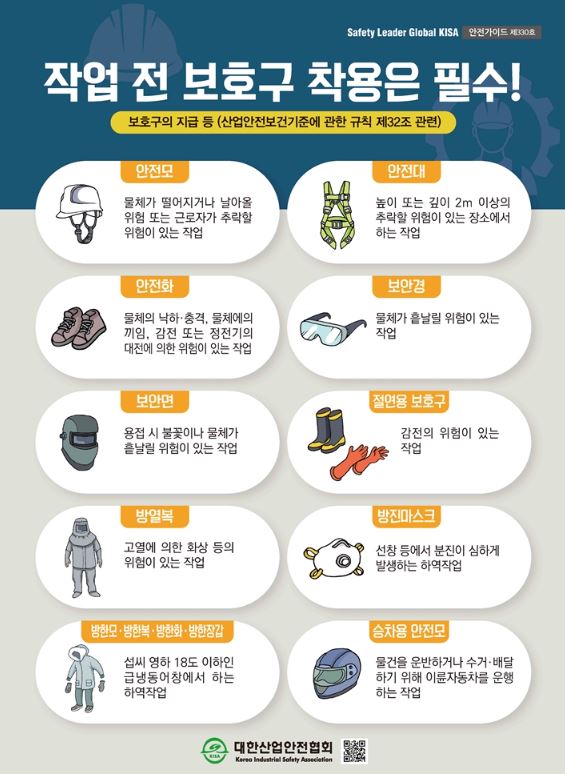 Safety Leader Global KISA 안전가이드 제330호
작업 전 보호구 착용은 필수!
보호구의 지급 등 (산업안전보건기준에 관한 규칙 제32조 관련)
안전모
물체가 떨어지거나 날아올
위험 또는 근로자가 추락할
위험이 있는 작업
안전대
높이 또는 깊이 2m 이상의
추락할 위험이 있는 장소에서
하는 작업
안전화
물체의 낙하·충격, 물체에의
끼임, 감전 또는 정전기의
대전에 의한 위험이 있는 작업
보안경
물체가 흩날릴 위험이 있는
작업
보안면
용접 시 불꽃이나 물체가
흩날릴 위험이 있는 작업
절연용 보호구
감전의 위험이 있는
작업
방열복
고열에 의한 화상 등의
위험이 있는 작업
방진마스크
선창 등에서 분진이 심하게
발생하는 하역작업
방한모·방한복·방한화·방한장갑
섭씨 영하 18도 이하인
급냉동어창에서 하는
하역작업
승차용 안전모
물건을 운반하거나 수거·배달
하기 위해 이륜자동차를 운행
하는 작업
KISA 대한산업안전협회
Korea Industrial Safety Association